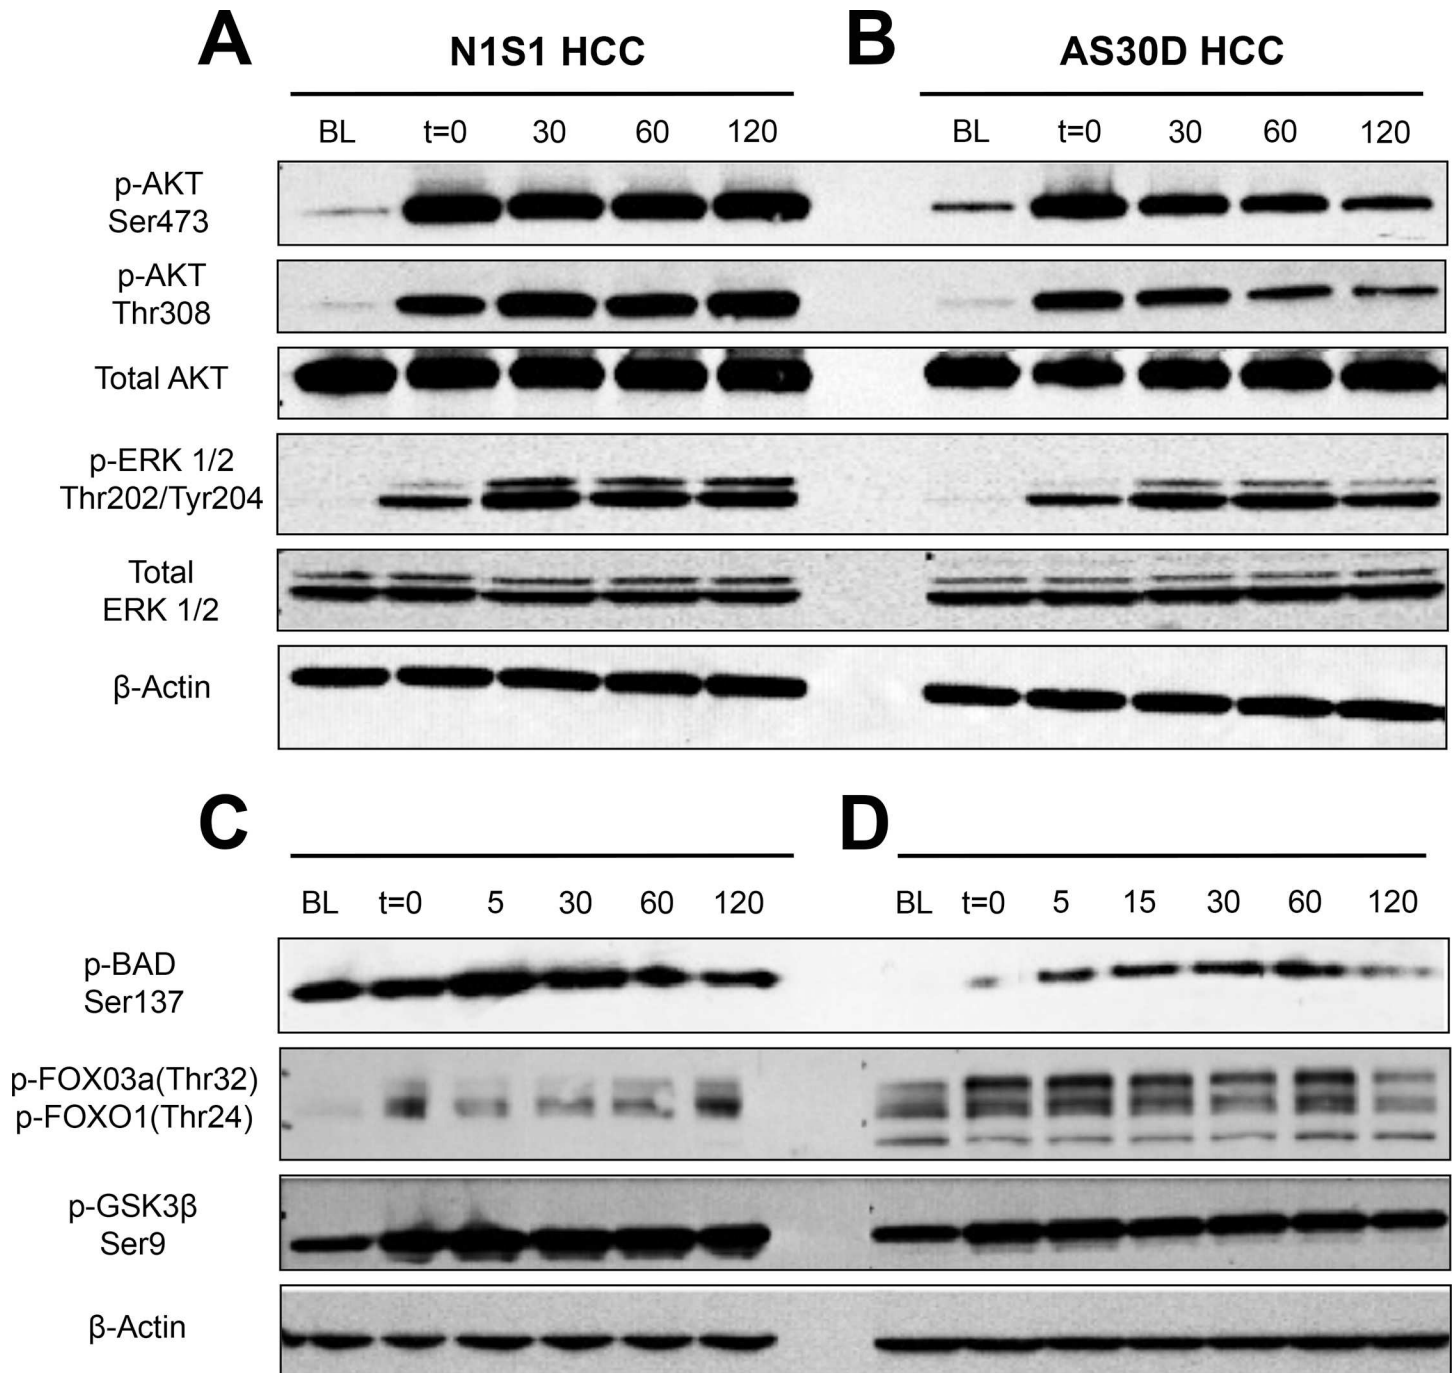 A
N1S1 HCC
B
AS30D HCC
BL t=0 30 60 120
BL t=0 30 60 120
p-AKT
Ser473
p-AKT
Thr308
Total AKT
p-ERK 1/2
Thr202/Tyr204
Total
ERK 1/2
β-Actin
C
D
BL t=0 5 30 60 120
BL t=0 5 15 30 60 120
p-BAD
Ser137
p-FOX03a(Thr32)
p-FOXO1(Thr24)
p-GSK3β
Ser9
β-Actin